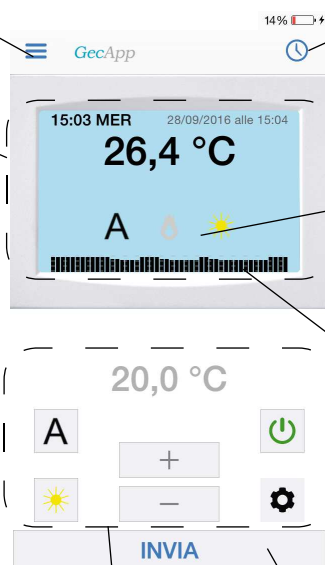 14%
GecApp
15:03 MER 28/09/2016 alle 15:04
26,4 °C
A
20,0 °C
A
+
—
INVIA